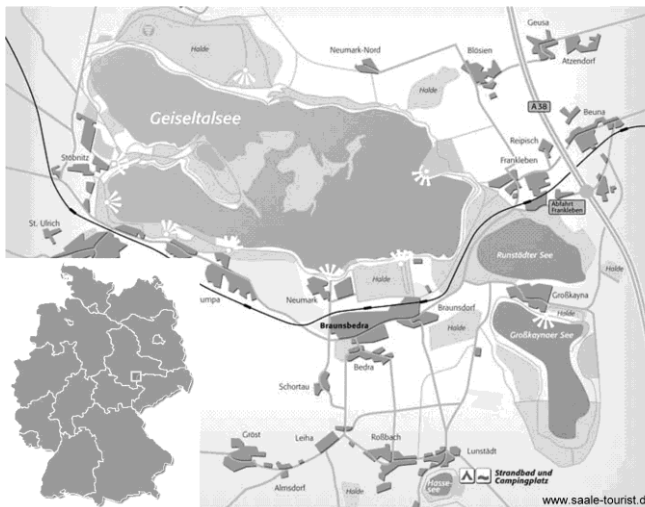 Geusa
Halde
Neumark-Nord
Blösien
Atzendorf
Halde
A 38
Geiseltalsee
Beuna
Reipisch
Frankleben
Stöbnitz
Abfahrt
Frankleben
St. Ulrich
Runstädter See
Halde
Halde
umpa
Neumark
Großkayna
Braunsdorf
Halde
Braunsbedra
Halde
Großkaynaer See
Bedra
Schortau
Gröst
Leiha
Roßbach
Lunstädt
Almsdorf
Halde
Hasse-
see
Strandbad und
Campingplatz
www.saale-tourist.d